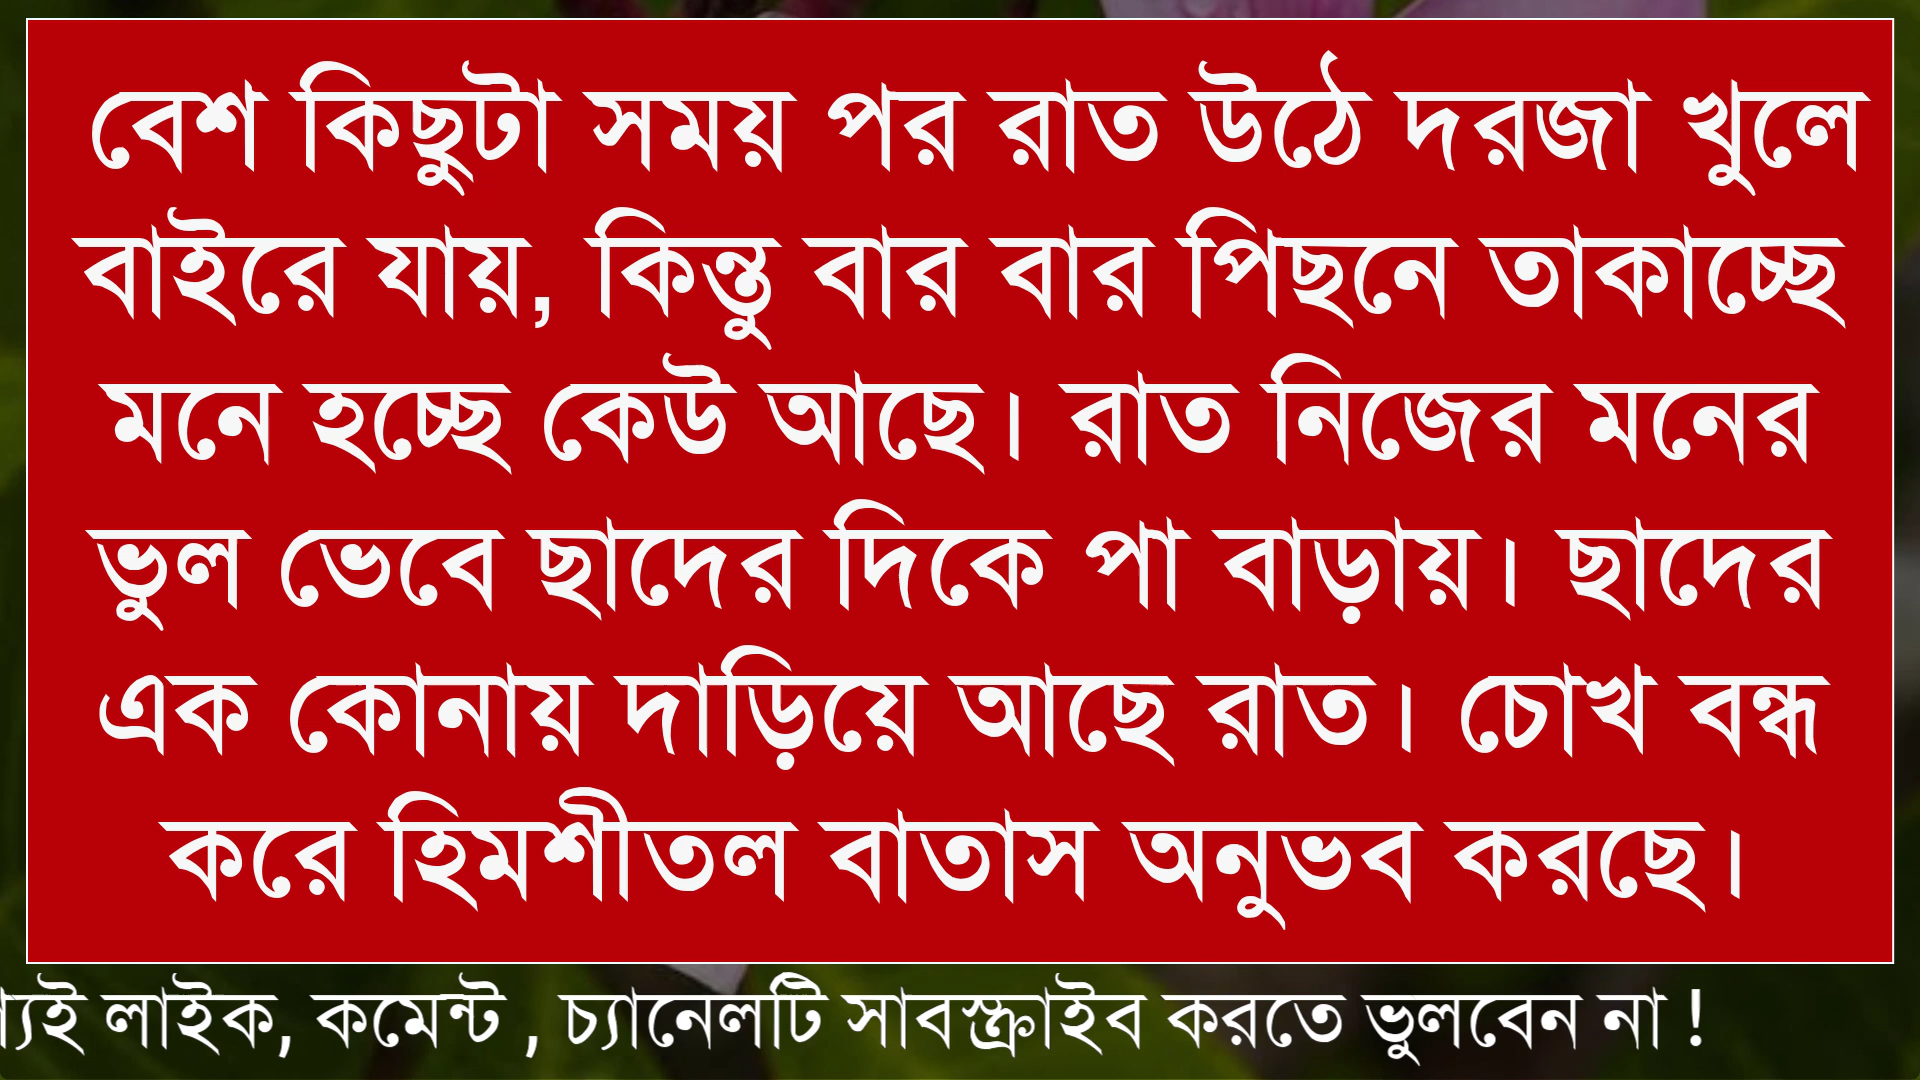 বেশ কিছুটা সময় পর রাত উঠে দরজা খুলে
বাইরে যায়, কিন্তু বার বার পিছনে তাকাচ্ছে
মনে হচ্ছে কেউ আছে। রাত নিজের মনের
ভুল ভেবে ছাদের দিকে পা বাড়ায়। ছাদের
এক কোনায় দাড়িয়ে আছে রাত। চোখ বন্ধ
করে হিমশীতল বাতাস অনুভব করছে।
লাইক, কমেন্ট , চ্যানেলটি সাবস্ক্রাইব করতে ভুলবেন না !